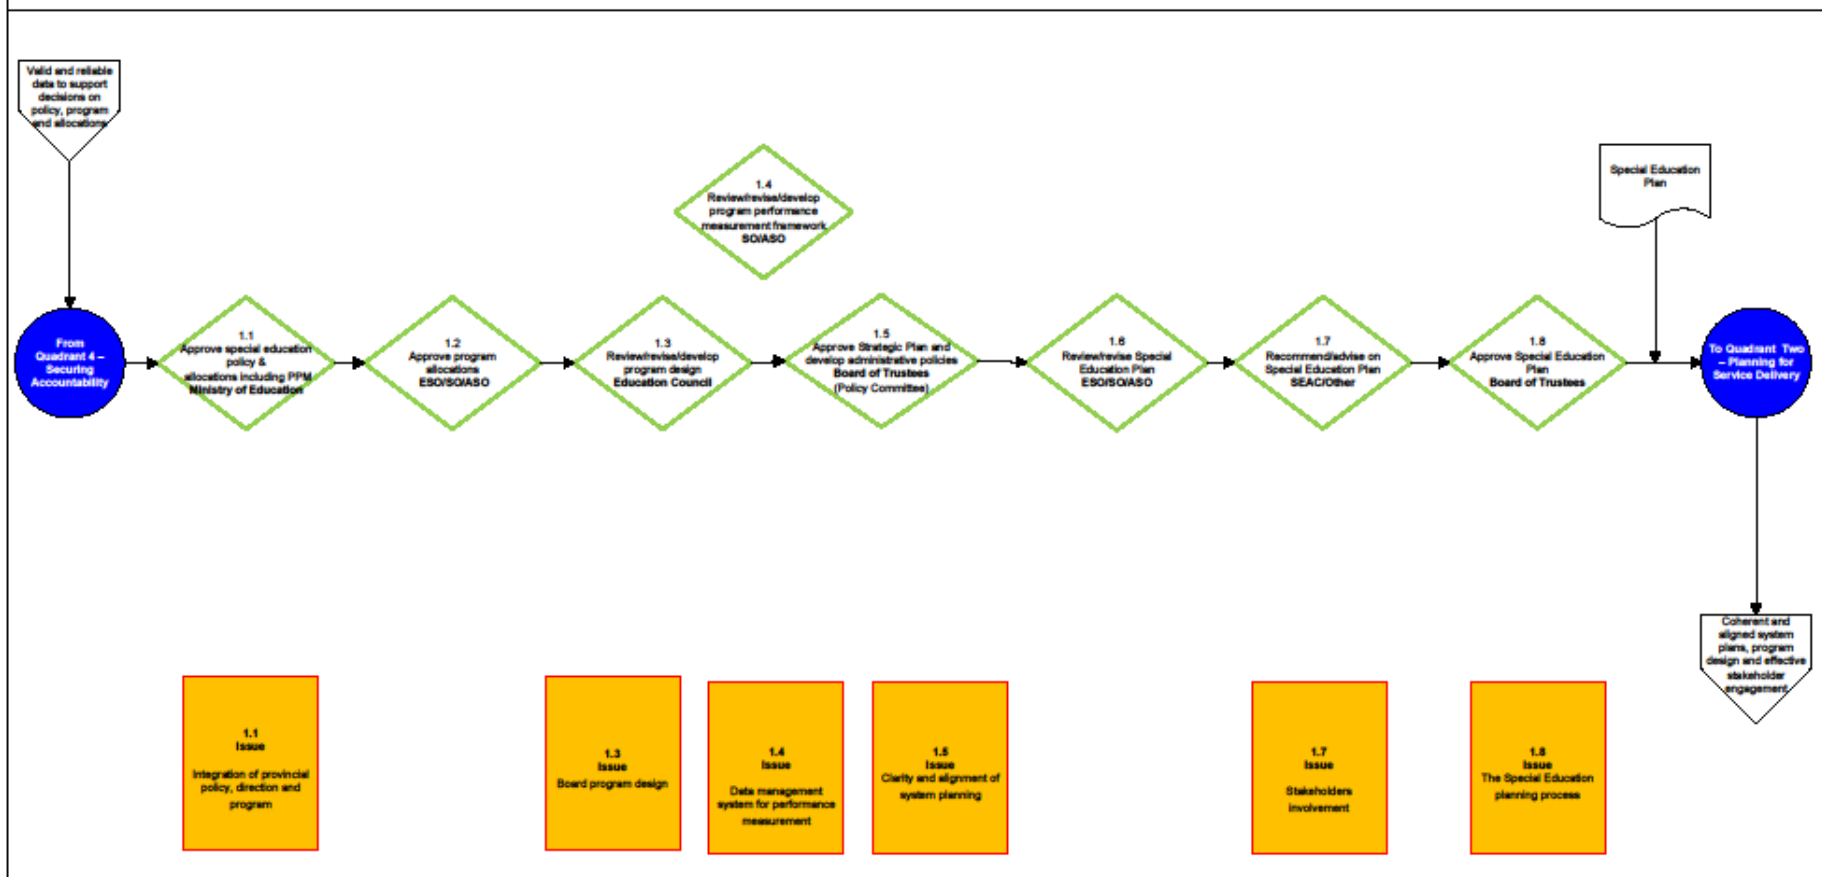 Valid and reliable
data to support
decisions on
policy, program
and allocations
1.4
Review/revise/develop
program performance
measurement framework
SO/ASO
Special Education
Plan
From
Quadrant 4 –
Securing
Accountability
1.1
Approve special education
policy &
allocations including PPM
Ministry of Education
1.2
Approve program
allocations
ESO/SO/ASO
1.3
Review/revise/develop
program design
Education Council
1.5
Approve Strategic Plan and
develop administrative policies
Board of Trustees
(Policy Committee)
1.6
Review/revise Special
Education Plan
ESO/SO/ASO
1.7
Recommend/advise on
Special Education Plan
SEAC/Other
1.8
Approve Special Education
Plan
Board of Trustees
To Quadrant Two
– Planning for
Service Delivery
Coherent and
aligned system
plans, program
design and effective
stakeholder
engagement
1.1
Issue
Integration of provincial
policy, direction and
program
1.3
Issue
Board program design
1.4
Issue
Data management
system for performance
measurement
1.5
Issue
Clarity and alignment of
system planning
1.7
Issue
Stakeholders
involvement
1.8
Issue
The Special Education
planning process